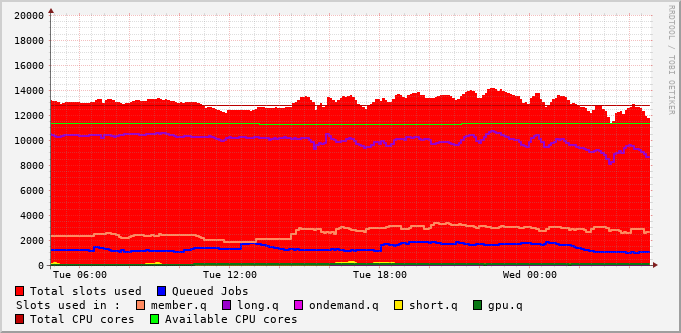 20000
18000
16000
14000
12000
10000
8000
6000
4000
2000
0
Tue 06:00 Tue 12:00 Tue 18:00 Wed 00:00
RRDTOOL / TOBI OETIKER
Total slots used Queued Jobs
Slots used in : member.q long.q ondemand.q short.q gpu.q
Total CPU cores Available CPU cores